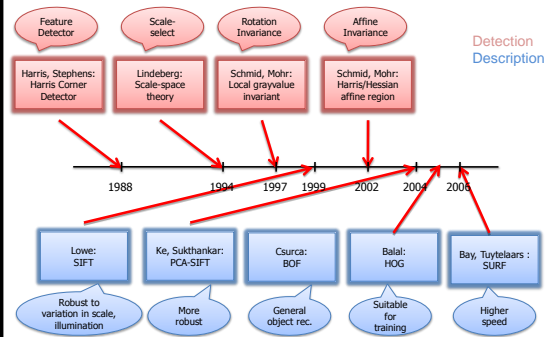 Feature
Detector
Scale-
select
Rotation
Invariance
Affine
Invariance
Detection
Description
Harris, Stephens:
Harris Corner
Detector
Lindeberg:
Scale-space
theory
Schmid, Mohr:
Local grayvalue
invariant
Schmid, Mohr:
Harris/Hessian
affine region
1988
1994
1997
1999
2002
2004
2006
Lowe:
SIFT
Ke, Sukthankar:
PCA-SIFT
Csurca:
BOF
Balal:
HOG
Bay, Tuytelaars :
SURF
Robust to
variation in scale,
illumination
More
robust
General
object rec.
Suitable
for
training
Higher
speed